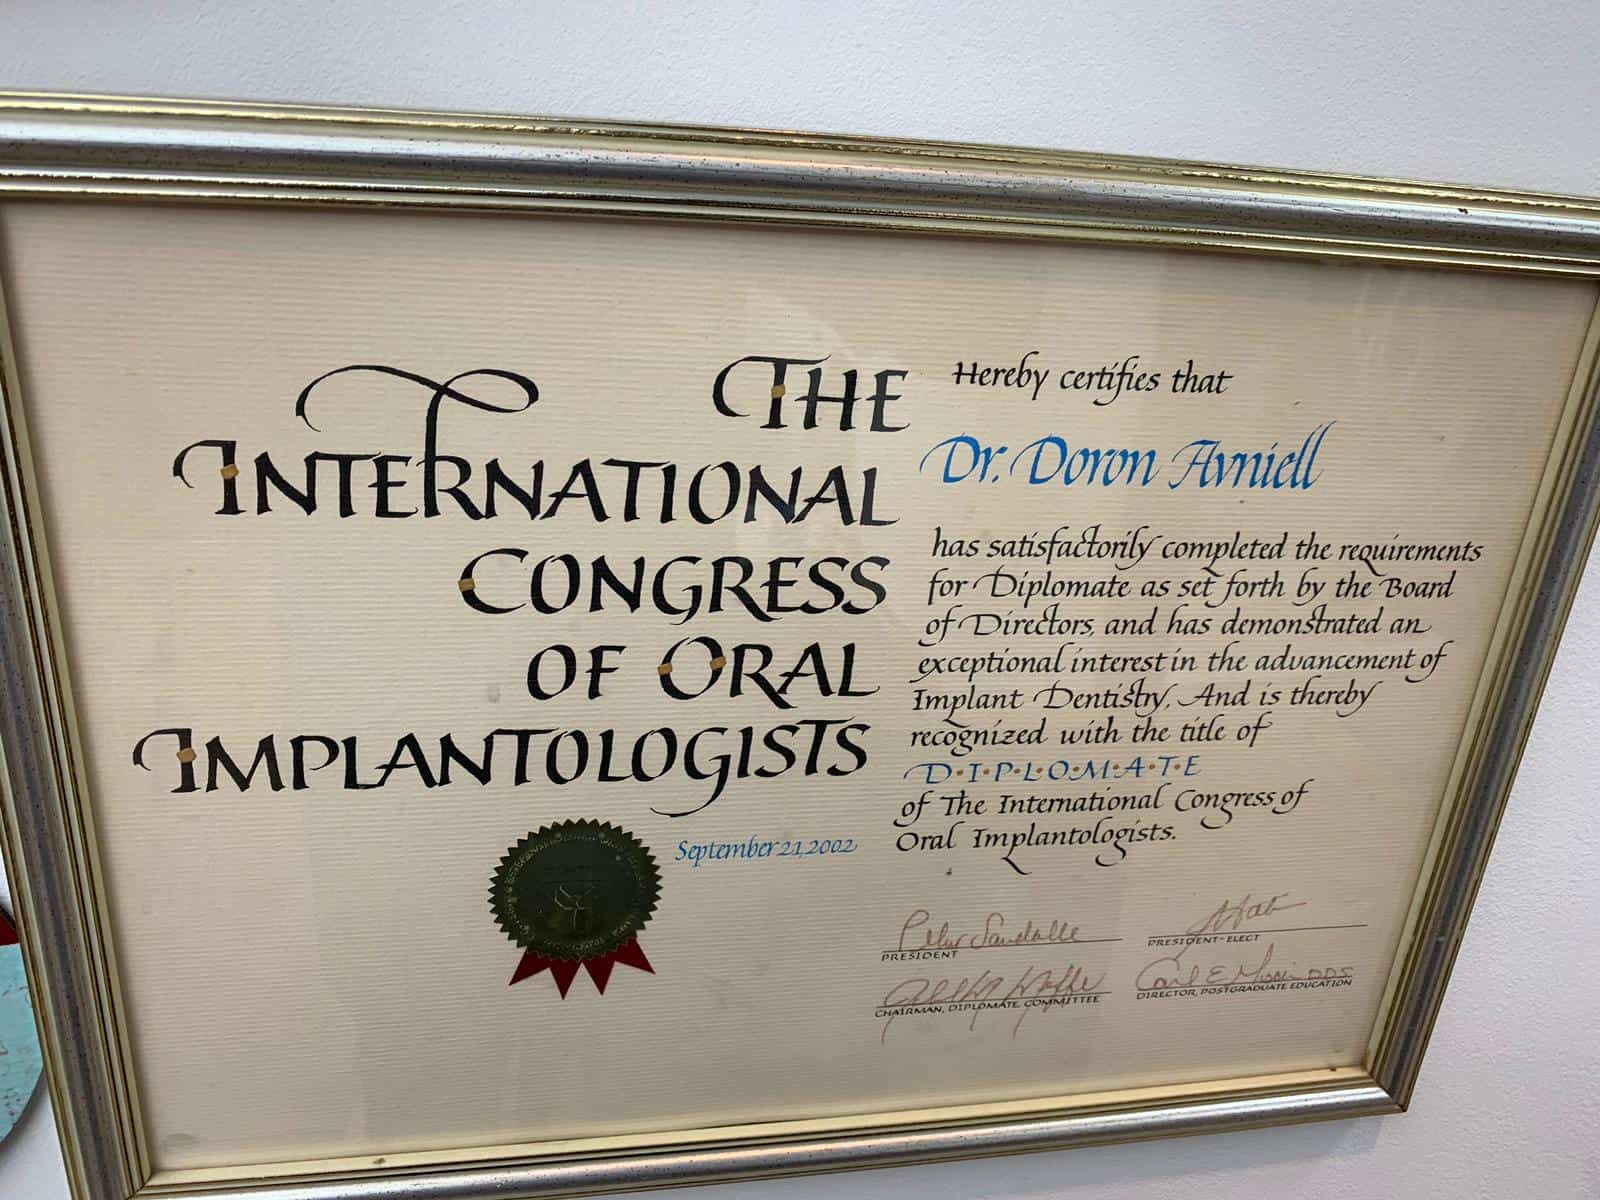 THE
INTERNATIONAL
CONGRESS
OF ORAL
IMPLANTOLOGISTS
September 21, 2002
Hereby certifies that
Dr. Doron Avniell
has satisfactorily completed the requirements
for Diplomate as set forth by the Board
of Directors, and has demonstrated an
exceptional interest in the advancement of
Implant Dentistry. And is thereby
recognized with the title of
D·I·P·L·O·M·A·T·E
of The International Congress of
Oral Implantologists.
PRESIDENT
PRESIDENT-ELECT
Carl E DDS
CHAIRMAN, DIPLOMATE COMMITTEE
DIRECTOR, POSTGRADUATE EDUCATION